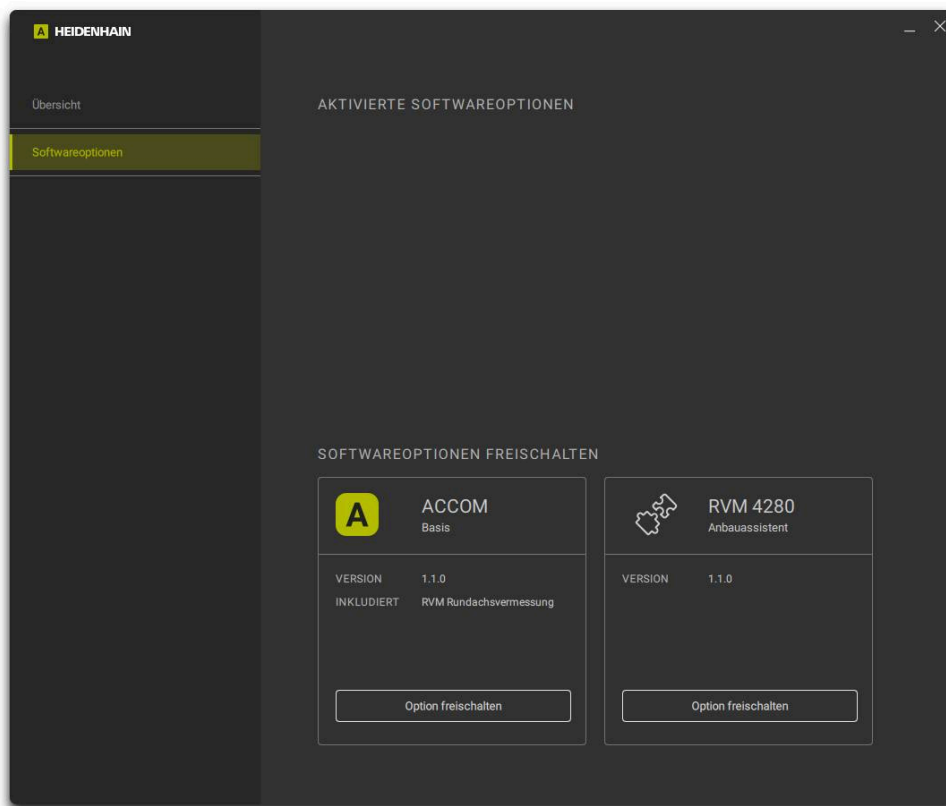 A HEIDENHAIN
Übersicht
Softwareoptionen
AKTIVIERTE SOFTWAREOPTIONEN
SOFTWAREOPTIONEN FREISCHALTEN
A
ACCOM
Basis
VERSION 1.1.0
INKLUDIERT RVM Rundachsvermessung
Option freischalten
RVM 4280
Anbauassistent
VERSION 1.1.0
Option freischalten